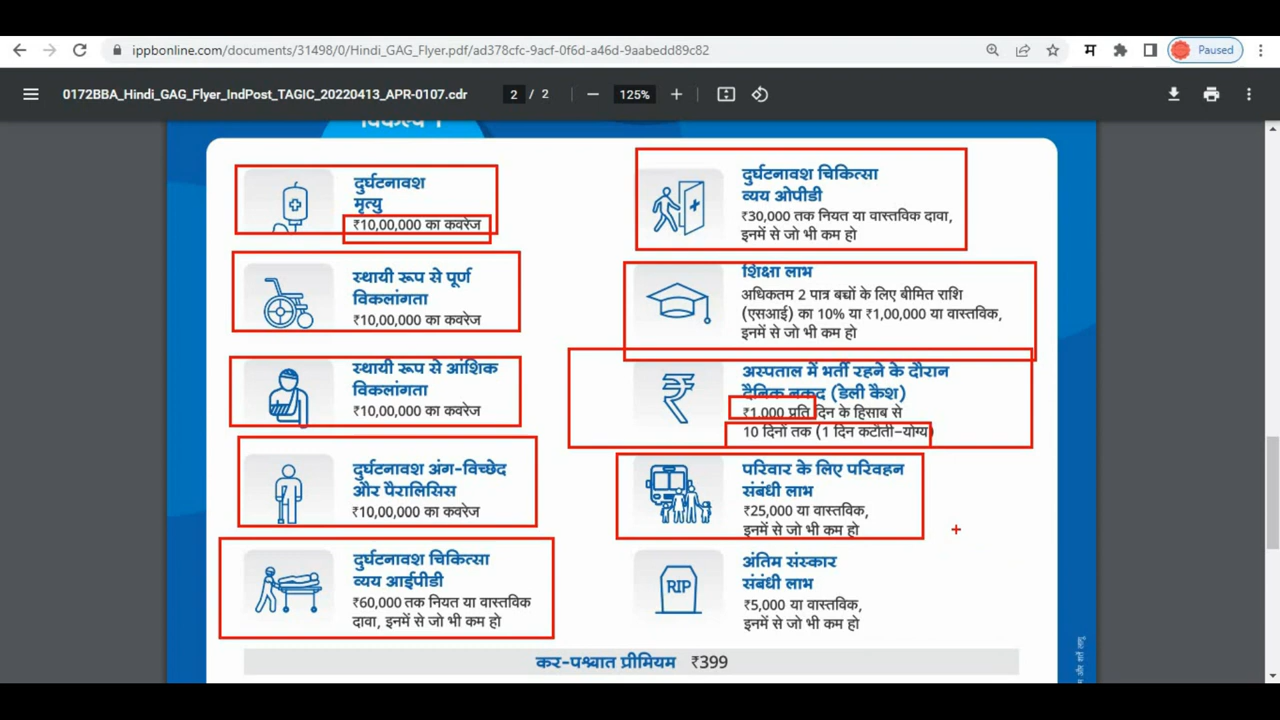 ippbonline.com/documents/31498/0/Hindi_GAG_Flyer.pdf/ad378cfc-9acf-0f6d-a46d-9aabedd89c82
म
Paused
0172BBA_Hindi_GAG_Flyer_IndPost_TAGIC_20220413_APR-0107.cdr
2 / 2
125%
विकल्प 1
दुर्घटनावश
मृत्यु
₹10,00,000 का कवरेज
स्थायी रूप से पूर्ण
विकलांगता
₹10,00,000 का कवरेज
स्थायी रूप से आंशिक
विकलांगता
₹10,00,000 का कवरेज
दुर्घटनावश अंग-विच्छेद
और पैरालिसिस
₹10,00,000 का कवरेज
दुर्घटनावश चिकित्सा
व्यय आईपीडी
₹60,000 तक नियत या वास्तविक
दावा, इनमें से जो भी कम हो
दुर्घटनावश चिकित्सा
व्यय ओपीडी
₹30,000 तक नियत या वास्तविक दावा,
इनमें से जो भी कम हो
शिक्षा लाभ
अधिकतम 2 पात्र बच्चों के लिए बीमित राशि
(एसआई) का 10% या ₹1,00,000 या वास्तविक,
इनमें से जो भी कम हो
अस्पताल में भर्ती रहने के दौरान
दैनिक नकद (डेली कैश)
₹1,000 प्रति दिन के हिसाब से
10 दिनों तक (1 दिन कटौती-योग्य)
परिवार के लिए परिवहन
संबंधी लाभ
₹25,000 या वास्तविक,
इनमें से जो भी कम हो
RIP
अंतिम संस्कार
संबंधी लाभ
₹5,000 या वास्तविक,
इनमें से जो भी कम हो
कर-पश्चात प्रीमियम ₹399
म और शर्तें लागू